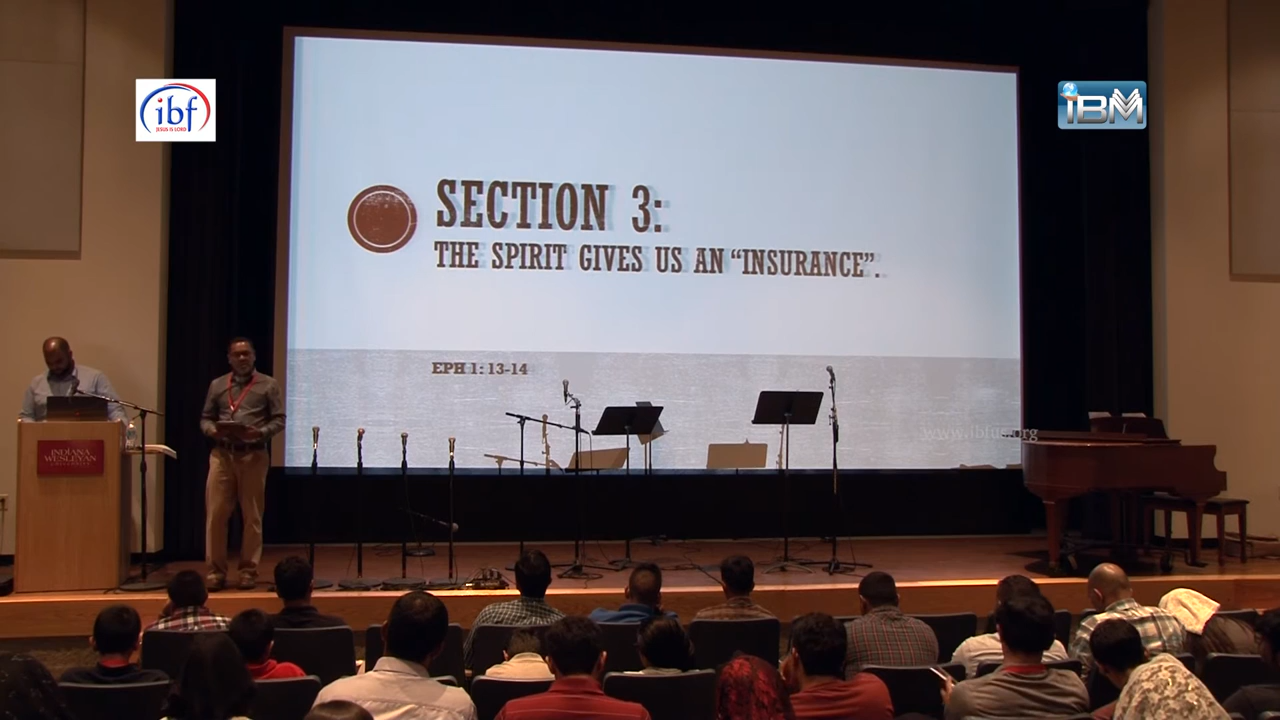 ibf
JESUS IS LORD
iBM
SECTION 3:
THE SPIRIT GIVES US AN “INSURANCE”.
EPH 1: 13-14
www.ibfus.org
INDIANA
WESLEYAN